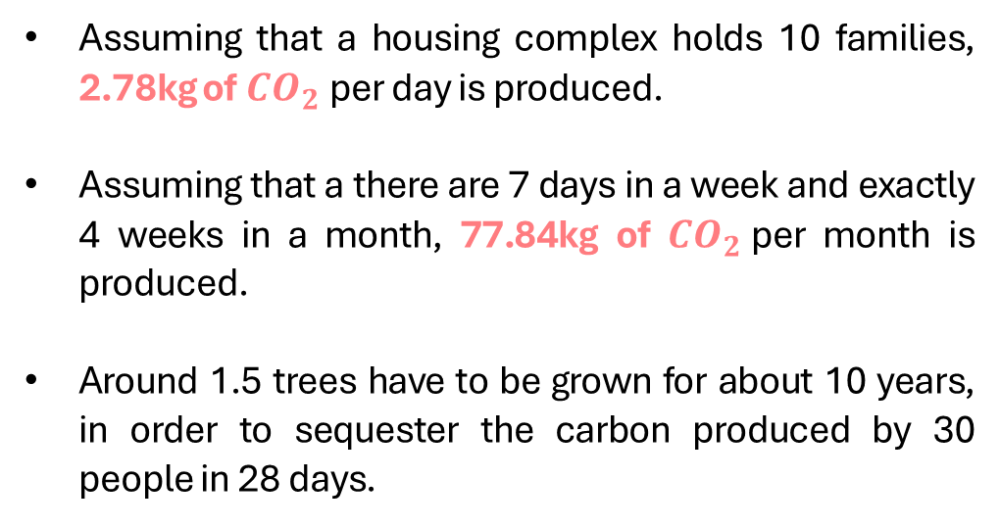 • Assuming that a housing complex holds 10 families,
2.78kg of CO₂ per day is produced.
• Assuming that a there are 7 days in a week and exactly
4 weeks in a month, 77.84kg of CO₂ per month is
produced.
• Around 1.5 trees have to be grown for about 10 years,
in order to sequester the carbon produced by 30
people in 28 days.